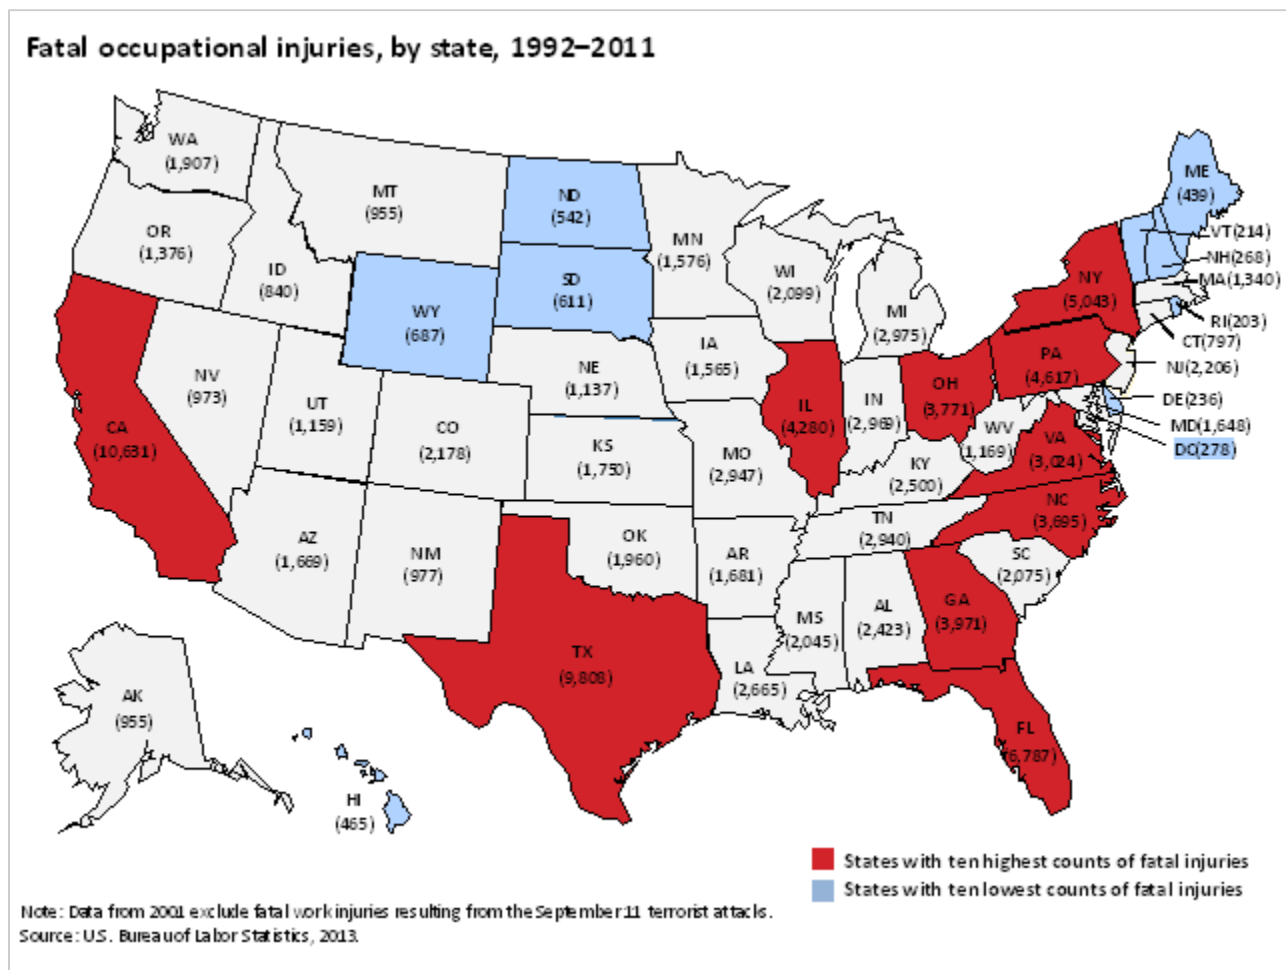 Fatal occupational injuries, by state, 1992–2011
WA
(1,907)
MT
(955)
ND
(542)
ME
(439)
OR
(1,376)
MN
(1,576)
VT(214)
ID
(840)
WI
(2,099)
NH(268)
NY
(5,043)
MA(1,340)
SD
(611)
WY
(687)
MI
(2,975)
RI(203)
CT(797)
IA
(1,565)
PA
(4,617)
NJ(2,206)
NE
(1,137)
NV
(973)
OH
(3,771)
DE(236)
UT
(1,159)
IL
(4,280)
IN
(2,969)
MD(1,648)
CA
(10,631)
CO
(2,178)
KS
(1,750)
MO
(2,947)
WV
(1,169)
VA
(3,024)
DC(278)
KY
(2,500)
NC
(3,695)
TN
(2,940)
AZ
(1,669)
NM
(977)
OK
(1,960)
AR
(1,681)
SC
(2,075)
MS
(2,045)
AL
(2,423)
GA
(3,971)
TX
(9,808)
LA
(2,665)
AK
(955)
FL
(6,787)
HI
(465)
States with ten highest counts of fatal injuries
States with ten lowest counts of fatal injuries
Note: Data from 2001 exclude fatal work injuries resulting from the September 11 terrorist attacks.
Source: U.S. Bureau of Labor Statistics, 2013.